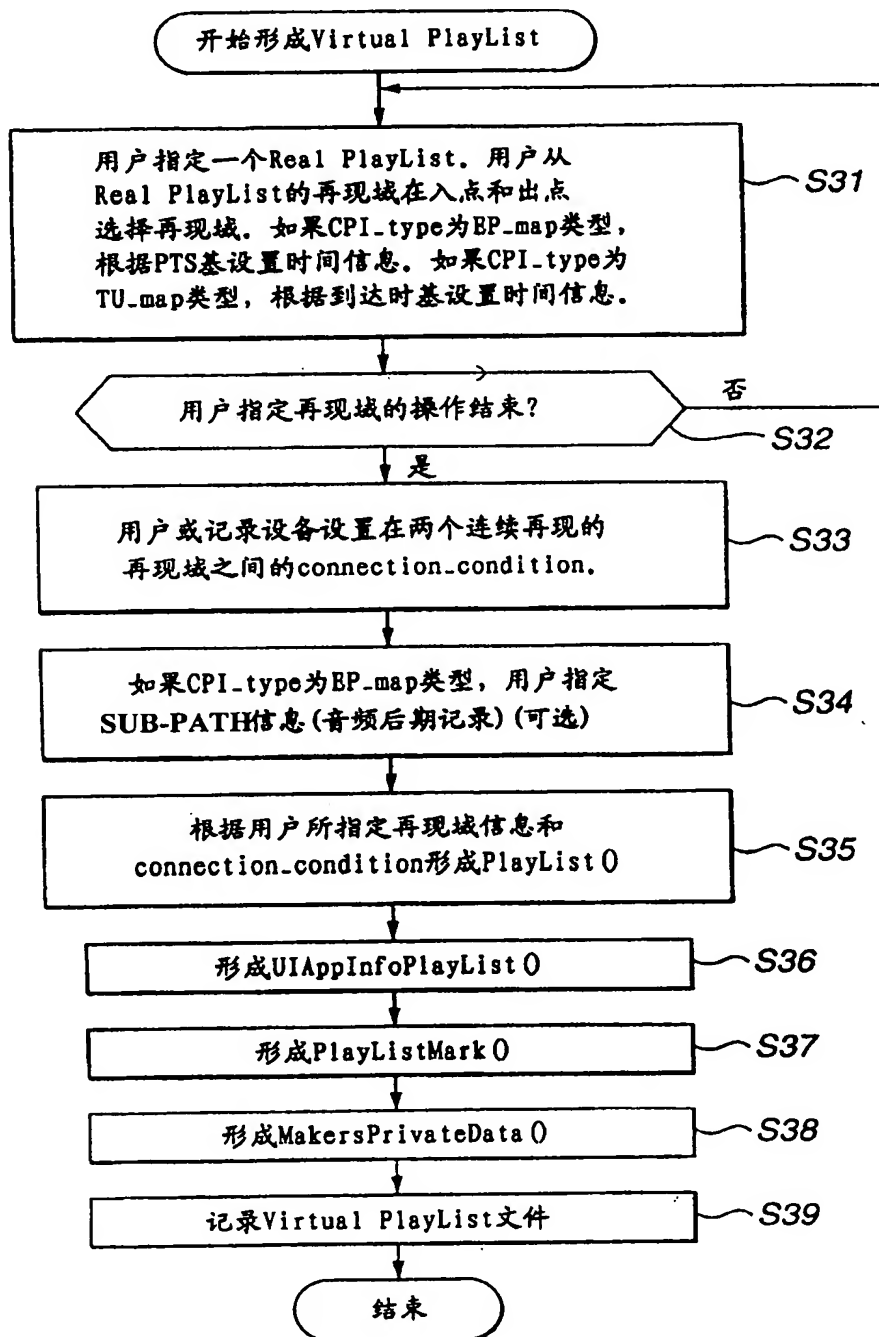 开始形成Virtual PlayList
用户指定一个Real PlayList. 用户从
Real PlayList的再现域在入点和出点
选择再现域. 如果CPI_type为EP_map类型,
根据PTS基设置时间信息. 如果CPI_type为
TU_map类型, 根据到达时基设置时间信息.
S31
用户指定再现域的操作结束?
否
S32
是
用户或记录设备设置在两个连续再现的
再现域之间的connection_condition.
S33
如果CPI_type为EP_map类型, 用户指定
SUB-PATH信息(音频后期记录)(可选)
S34
根据用户所指定再现域信息和
connection_condition形成PlayList()
S35
形成UIAppInfoPlayList()
S36
形成PlayListMark()
S37
形成MakersPrivateData()
S38
记录Virtual PlayList文件
S39
结束